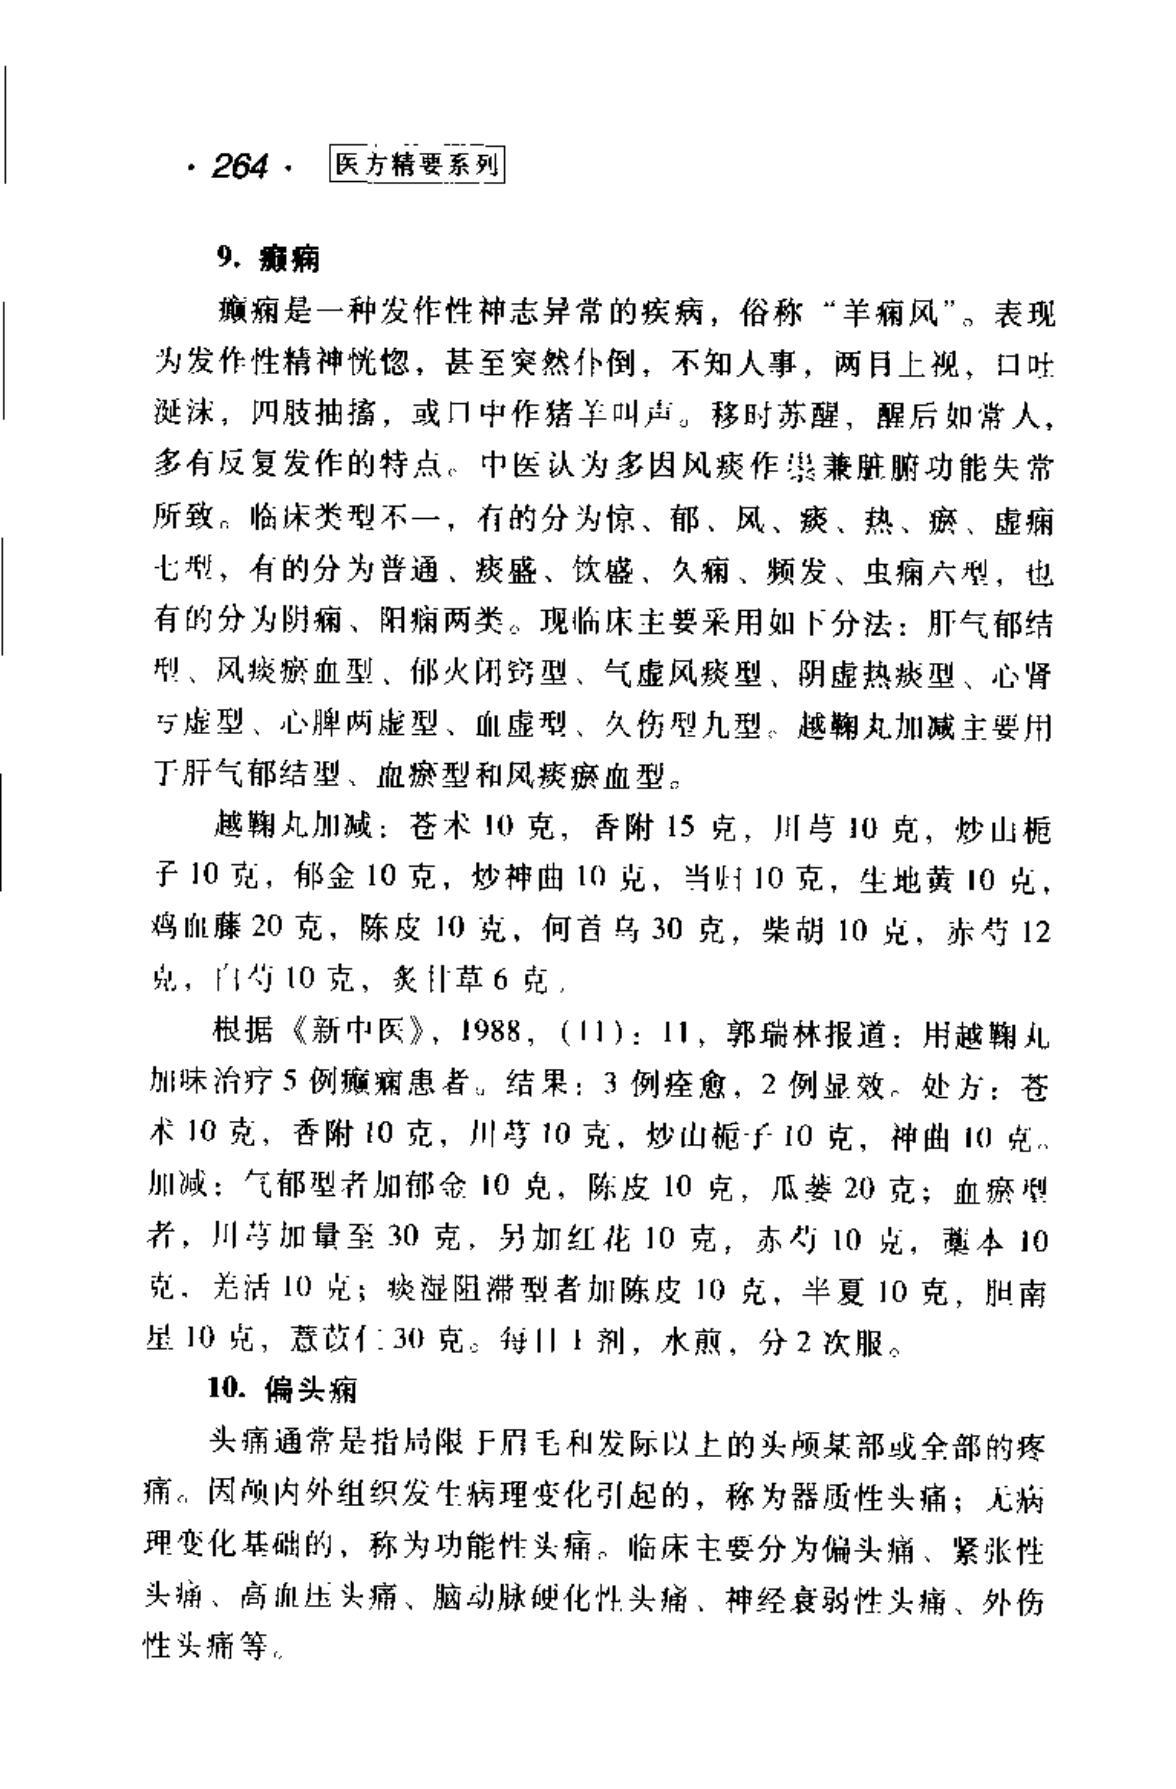 · 264 · 医方精要系列
9. 癫痫
癫痫是一种发作性神志异常的疾病，俗称“羊痫风”。表现
为发作性精神恍惚，甚至突然仆倒，不知人事，两目上视，口吐
涎沫，四肢抽搐，或口中作猪羊叫声。移时苏醒，醒后如常人，
多有反复发作的特点。中医认为多因风痰作祟兼脏腑功能失常
所致。临床类型不一，有的分为惊、郁、风、痰、热、瘀、虚痫
七型，有的分为普通、痰盛、饮盛、久痫、频发、虫痫六型，也
有的分为阴痫、阳痫两类。现临床主要采用如下分法：肝气郁结
型、风痰瘀血型、郁火闭窍型、气虚风痰型、阴虚热痰型、心肾
亏虚型、心脾两虚型、血虚型、久伤型九型。越鞠丸加减主要用
于肝气郁结型、血瘀型和风痰瘀血型。
越鞠丸加减：苍术 10 克，香附 15 克，川芎 10 克，炒山栀
子 10 克，郁金 10 克，炒神曲 10 克，当归 10 克，生地黄 10 克，
鸡血藤 20 克，陈皮 10 克，何首乌 30 克，柴胡 10 克，赤芍 12
克，白芍 10 克，炙甘草 6 克。
根据《新中医》，1988，(11)：11，郭瑞林报道：用越鞠丸
加味治疗 5 例癫痫患者。结果：3 例痊愈，2 例显效。处方：苍
术 10 克，香附 10 克，川芎 10 克，炒山栀子 10 克，神曲 10 克。
加减：气郁型者加郁金 10 克，陈皮 10 克，瓜蒌 20 克；血瘀型
者，川芎加量至 30 克，另加红花 10 克，赤芍 10 克，藁本 10
克，羌活 10 克；痰湿阻滞型者加陈皮 10 克，半夏 10 克，胆南
星 10 克，薏苡仁 30 克。每日 1 剂，水煎，分 2 次服。
10. 偏头痫
头痛通常是指局限于眉毛和发际以上的头颅某部或全部的疼
痛。因颅内外组织发生病理变化引起的，称为器质性头痛；无病
理变化基础的，称为功能性头痛。临床主要分为偏头痛、紧张性
头痛、高血压头痛、脑动脉硬化性头痛、神经衰弱性头痛、外伤
性头痛等。